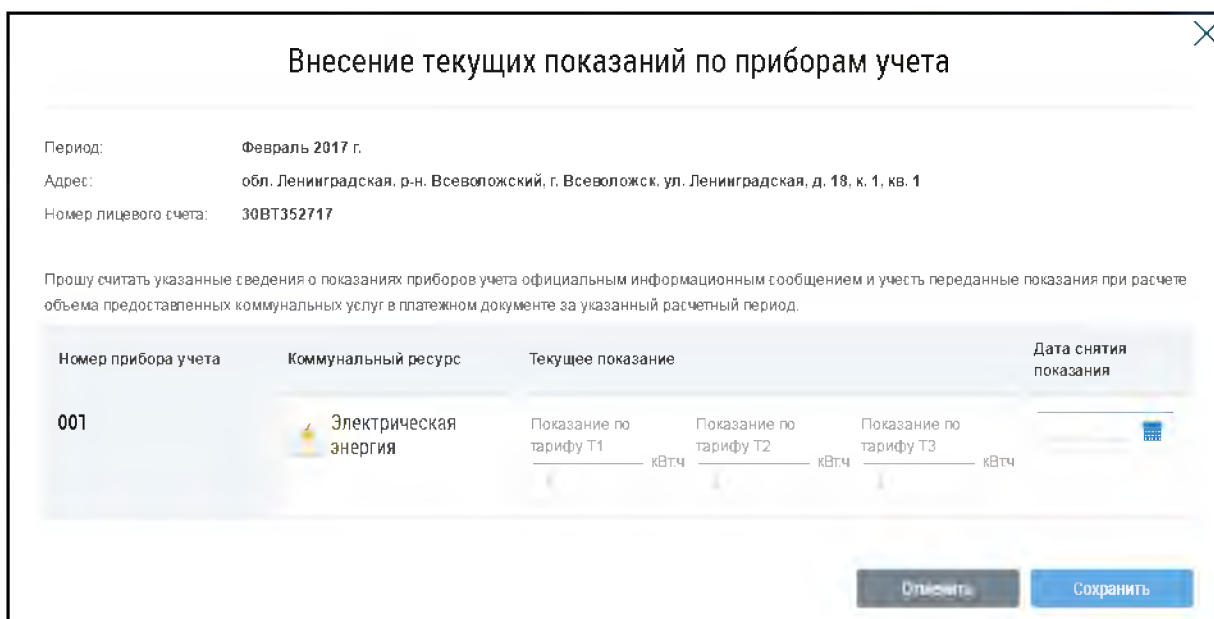 Внесение текущих показаний по приборам учета
Период: Февраль 2017 г.
Адрес: обл. Ленинградская, р-н. Всеволожский, г. Всеволожск, ул. Ленинградская, д. 18, к. 1, кв. 1
Номер лицевого счета: 30ВТ352717
Прошу считать указанные сведения о показаниях приборов учета официальным информационным сообщением и учесть переданные показания при расчете
объема предоставленных коммунальных услуг в платежном документе за указанный расчетный период.
Номер прибора учета Коммунальный ресурс Текущее показание Дата снятия
показания
001 Электрическая
энергия
Показание по
тарифу Т1
кВт.ч
Показание по
тарифу Т2
кВт.ч
Показание по
тарифу Т3
кВт.ч
Отменить Сохранить